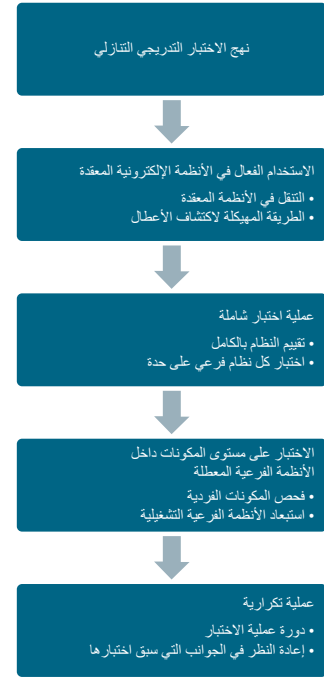 نهج الاختبار التدريجي التنازلي
الاستخدام الفعال في الأنظمة الإلكترونية المعقدة
• التنقل في الأنظمة المعقدة
• الطريقة المهيكلة لاكتشاف الأعطال
عملية اختبار شاملة
• تقييم النظام بالكامل
• اختبار كل نظام فرعي على حدة
الاختبار على مستوى المكونات داخل
الأنظمة الفرعية المعطلة
• فحص المكونات الفردية
• استبعاد الأنظمة الفرعية التشغيلية
عملية تكرارية
• دورة عملية الاختبار
• إعادة النظر في الجوانب التي سبق اختبارها